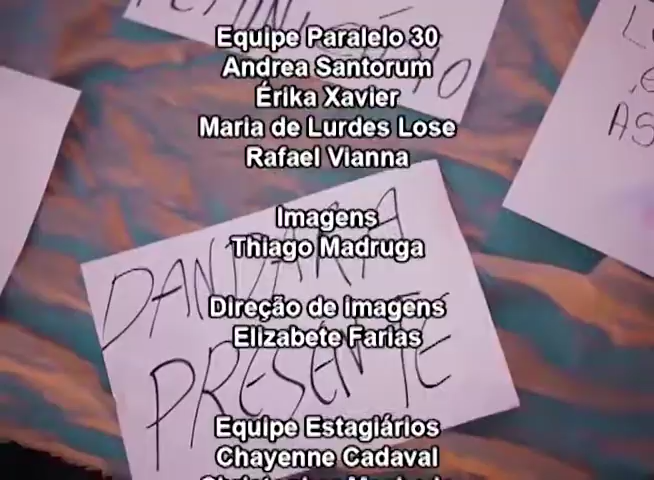 Equipe Paralelo 30
Andrea Santorum
Érika Xavier
Maria de Lurdes Lose
Rafael Vianna
Imagens
Thiago Madruga
Direção de imagens
Elizabete Farias
Equipe Estagiários
Chayenne Cadaval
DANDARA
PRESENTE
AS